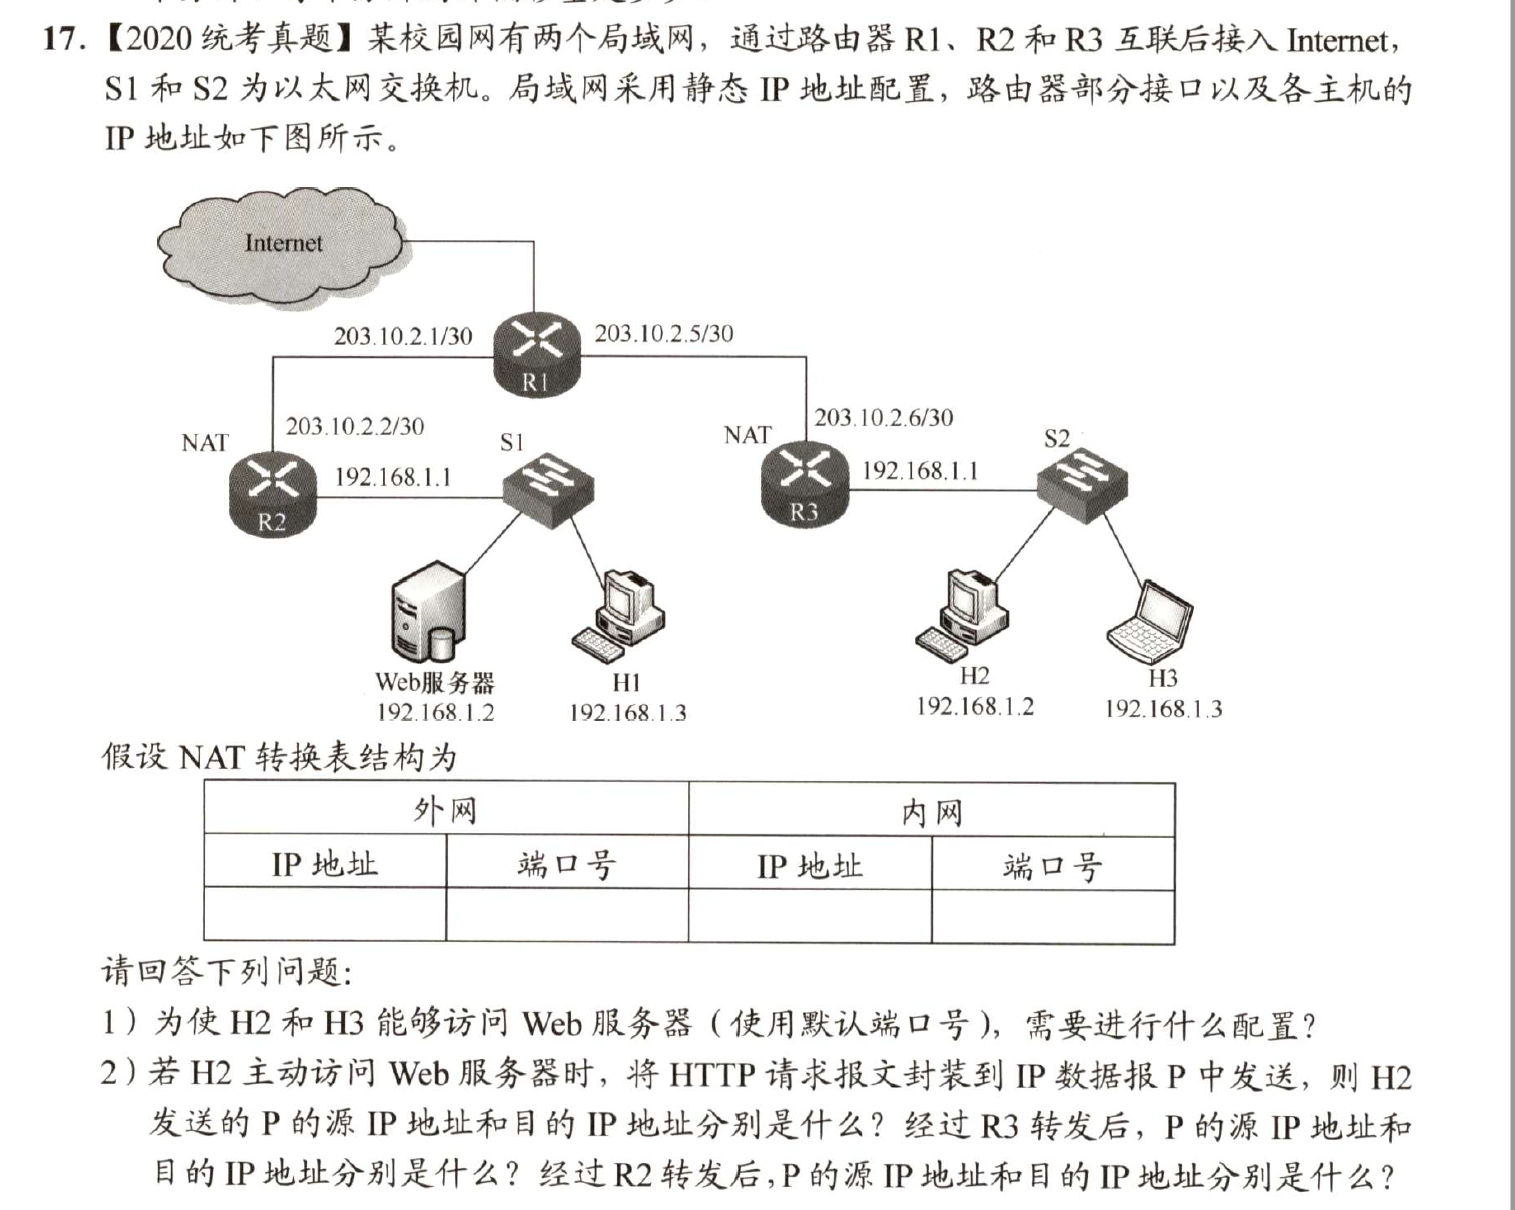 17.【2020 统考真题】某校园网有两个局域网，通过路由器 R1、R2 和 R3 互联后接入 Internet，
S1 和 S2 为以太网交换机。局域网采用静态 IP 地址配置，路由器部分接口以及各主机的
IP 地址如下图所示。
Internet
203.10.2.1/30
203.10.2.5/30
R1
203.10.2.2/30
203.10.2.6/30
NAT
S1
NAT
S2
192.168.1.1
192.168.1.1
R2
R3
Web服务器
H1
H2
H3
192.168.1.2
192.168.1.3
192.168.1.2
192.168.1.3
假设 NAT 转换表结构为
外网 内网
IP 地址 端口号 IP 地址 端口号
请回答下列问题：
1）为使 H2 和 H3 能够访问 Web 服务器（使用默认端口号），需要进行什么配置？
2）若 H2 主动访问 Web 服务器时，将 HTTP 请求报文封装到 IP 数据报 P 中发送，则 H2
发送的 P 的源 IP 地址和目的 IP 地址分别是什么？经过 R3 转发后，P 的源 IP 地址和
目的 IP 地址分别是什么？经过 R2 转发后，P 的源 IP 地址和目的 IP 地址分别是什么？